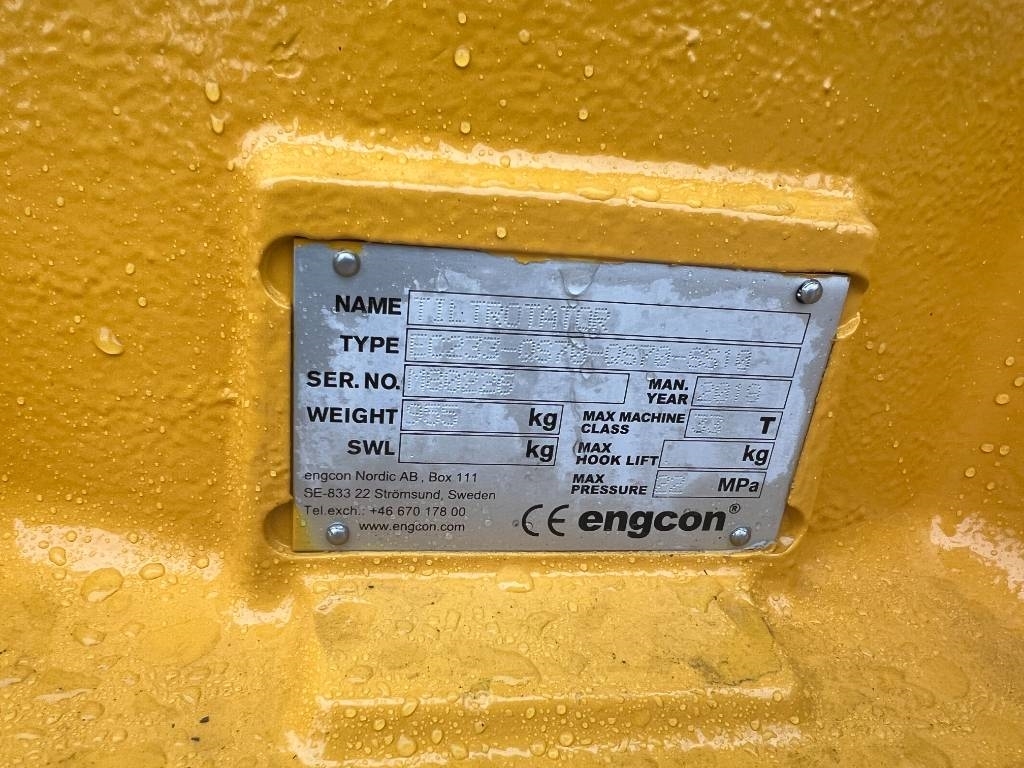 NAME TILTROTATOR
TYPE
SER.NO. MAN. YEAR 2019
WEIGHT kg MAX MACHINE CLASS T
SWL kg MAX HOOK LIFT kg
MAX PRESSURE MPa
engcon Nordic AB, Box 111
SE-833 22 Strömsund, Sweden
Tel.exch.: +46 670 178 00
www.engcon.com
CE engcon®